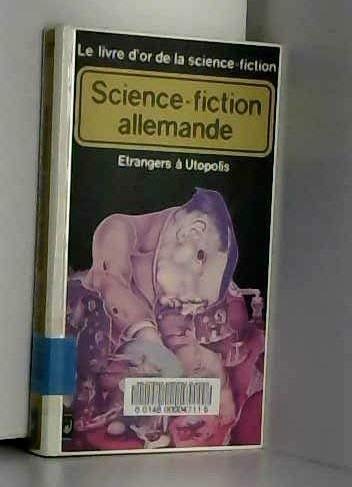 Le livre d'or de la science-fiction
Science-fiction
allemande
Etrangers à Utopolis